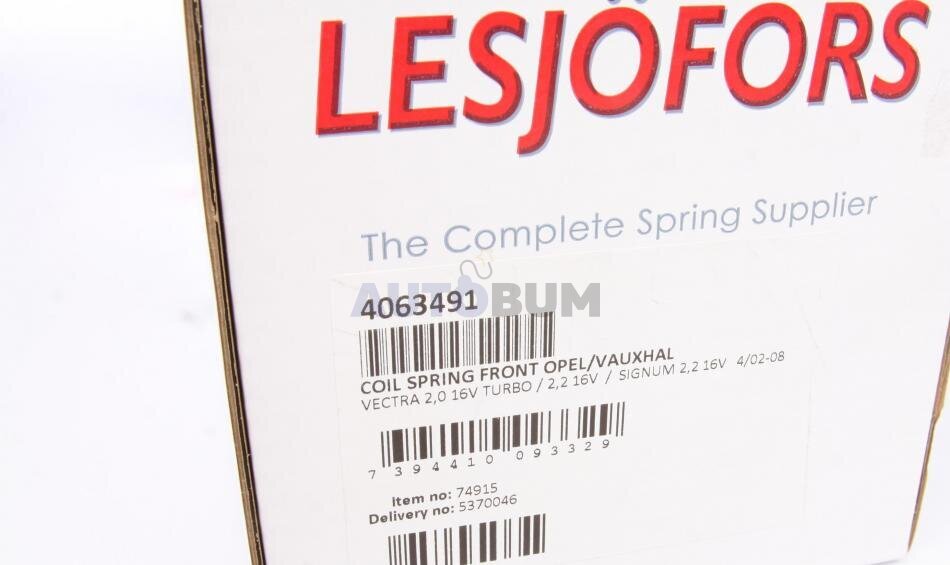 LESJÖFORS
The Complete Spring Supplier
AUTOBUM
4063491
COIL SPRING FRONT OPEL/VAUXHAL
VECTRA 2,0 16V TURBO / 2,2 16V / SIGNUM 2,2 16V 4/02-08
7 394410 093329
Item no: 74915
Delivery no: 5370046